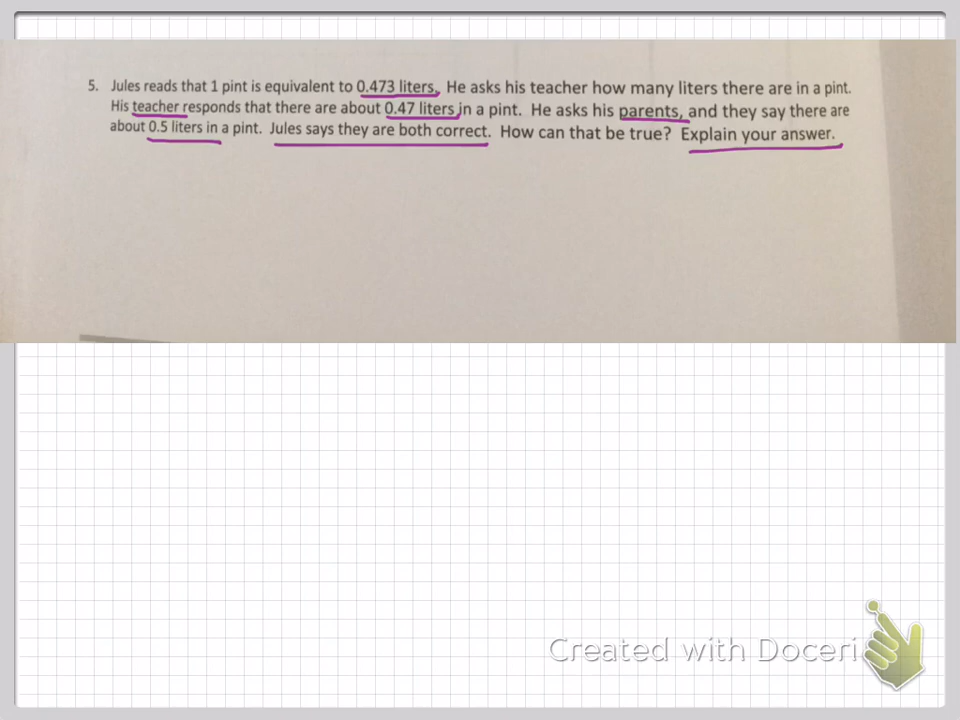 5. Jules reads that 1 pint is equivalent to 0.473 liters. He asks his teacher how many liters there are in a pint.
His teacher responds that there are about 0.47 liters in a pint. He asks his parents, and they say there are
about 0.5 liters in a pint. Jules says they are both correct. How can that be true? Explain your answer.
Created with Doceri